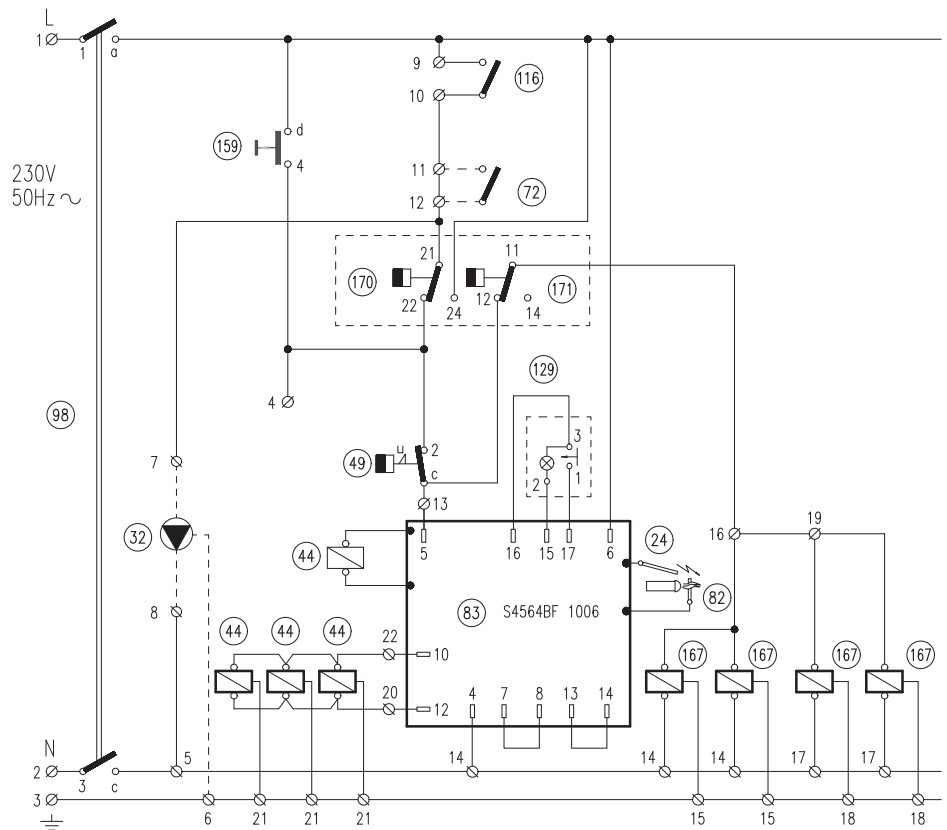 L
1
1 a
9
116
10
d
159
4
230V
50Hz ~
11
72
12
21 11
170 171
22 24 12 14
129
4
98
3
2
49 u
c
7
2 1
13
19
16
5 16 15 17 6
24
32
44
82
83 S4564BF 1006
8
44 44 44 22
10
167 167 167 167
20 12
4 7 8 13 14
N
2
3 c 5 14 14 14 17 17
3
6 21 21 21 15 15 18 18